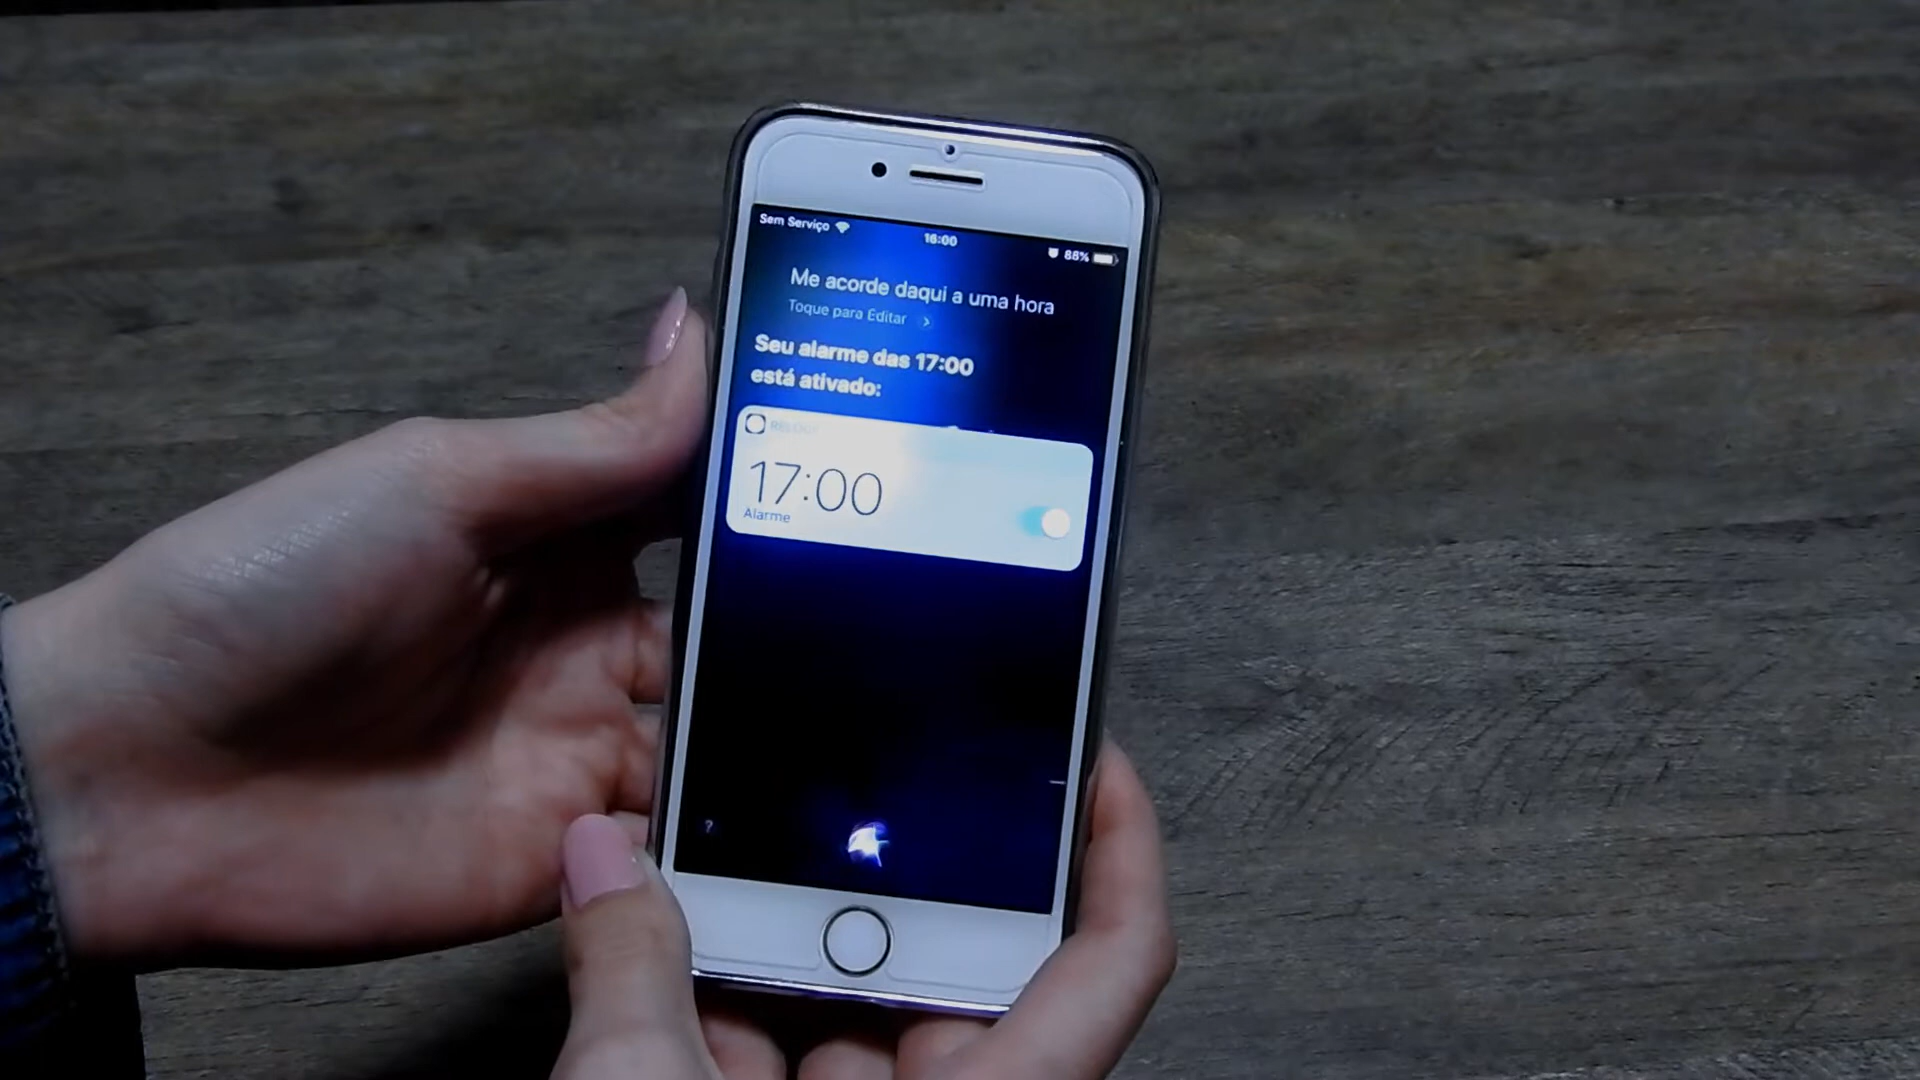 Sem Serviço
16:00
88%
Me acorde daqui a uma hora
Toque para Editar >
Seu alarme das 17:00
está ativado:
RELÓGIO
17:00
Alarme
?